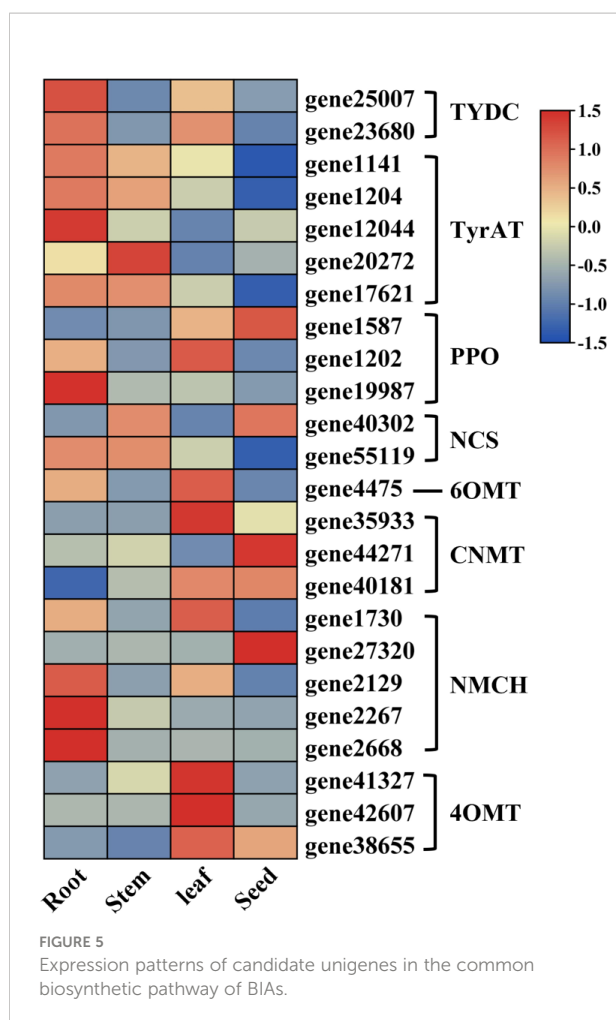 gene25007
gene23680
TYDC
gene1141
gene1204
gene12044
gene20272
gene17621
TyrAT
gene1587
gene1202
gene19987
PPO
gene40302
gene55119
NCS
gene4475
6OMT
gene35933
gene44271
gene40181
CNMT
gene1730
gene27320
gene2129
gene2267
gene2668
NMCH
gene41327
gene42607
gene38655
4OMT
1.5
1.0
0.5
0.0
-0.5
-1.0
-1.5
Root
Stem
leaf
Seed
FIGURE 5
Expression patterns of candidate unigenes in the common
biosynthetic pathway of BIAs.